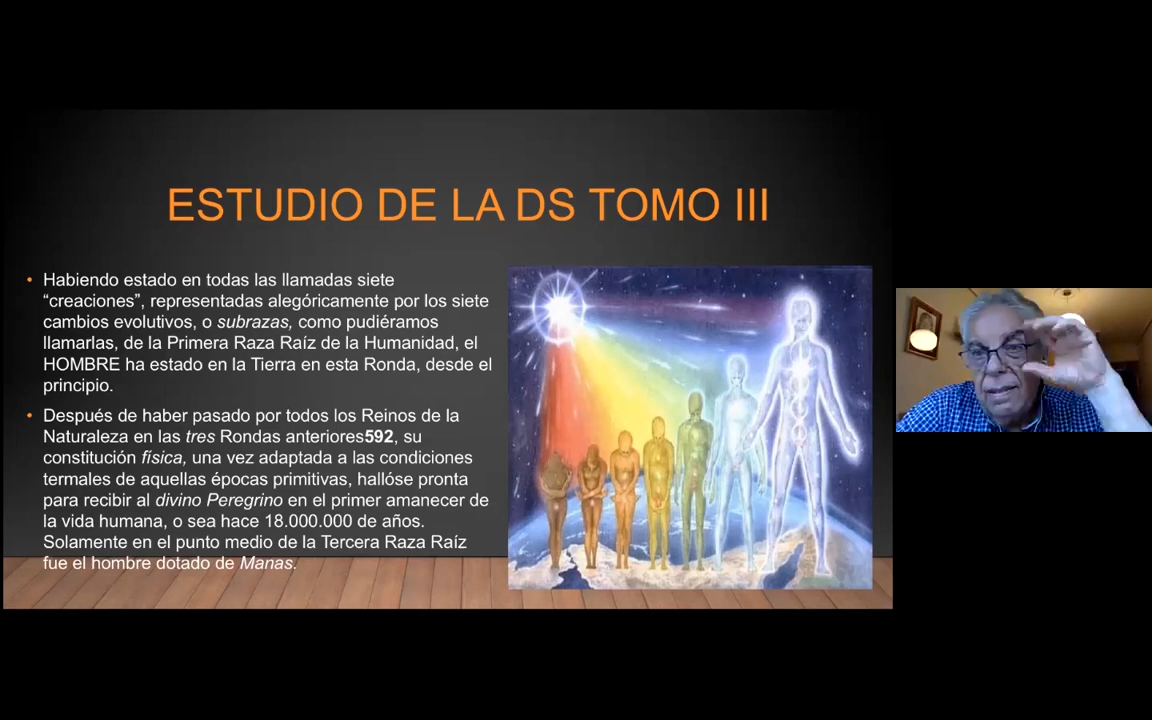 ESTUDIO DE LA DS TOMO III
• Habiendo estado en todas las llamadas siete
“creaciones”, representadas alegóricamente por los siete
cambios evolutivos, o subrazas, como pudiéramos
llamarlas, de la Primera Raza Raíz de la Humanidad, el
HOMBRE ha estado en la Tierra en esta Ronda, desde el
principio.
• Después de haber pasado por todos los Reinos de la
Naturaleza en las tres Rondas anteriores592, su
constitución física, una vez adaptada a las condiciones
termales de aquellas épocas primitivas, hallóse pronta
para recibir al divino Peregrino en el primer amanecer de
la vida humana, o sea hace 18.000.000 de años.
Solamente en el punto medio de la Tercera Raza Raíz
fue el hombre dotado de Manas.